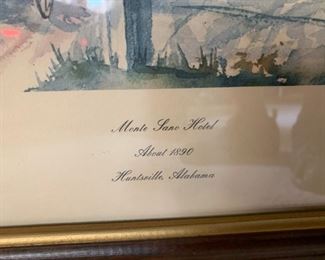 Monte Sano Hotel
About 1890
Huntsville, Alabama